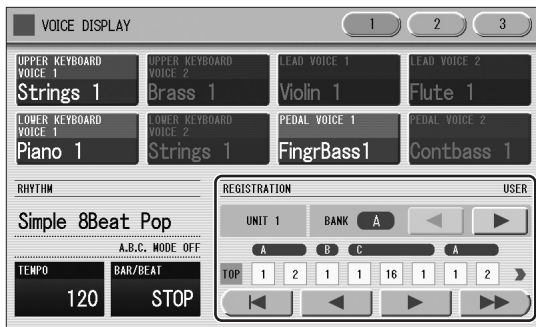 VOICE DISPLAY
1 2 3
UPPER KEYBOARD VOICE 1
Strings 1
UPPER KEYBOARD VOICE 2
Brass 1
LEAD VOICE 1
Violin 1
LEAD VOICE 2
Flute 1
LOWER KEYBOARD VOICE 1
Piano 1
LOWER KEYBOARD VOICE 2
Strings 1
PEDAL VOICE 1
FingrBass1
PEDAL VOICE 2
Contbass 1
RHYTHM
Simple 8Beat Pop
A.B.C. MODE OFF
TEMPO
120
BAR/BEAT
STOP
REGISTRATION USER
UNIT 1 BANK A
A B C A
TOP 1 2 1 1 16 1 1 2